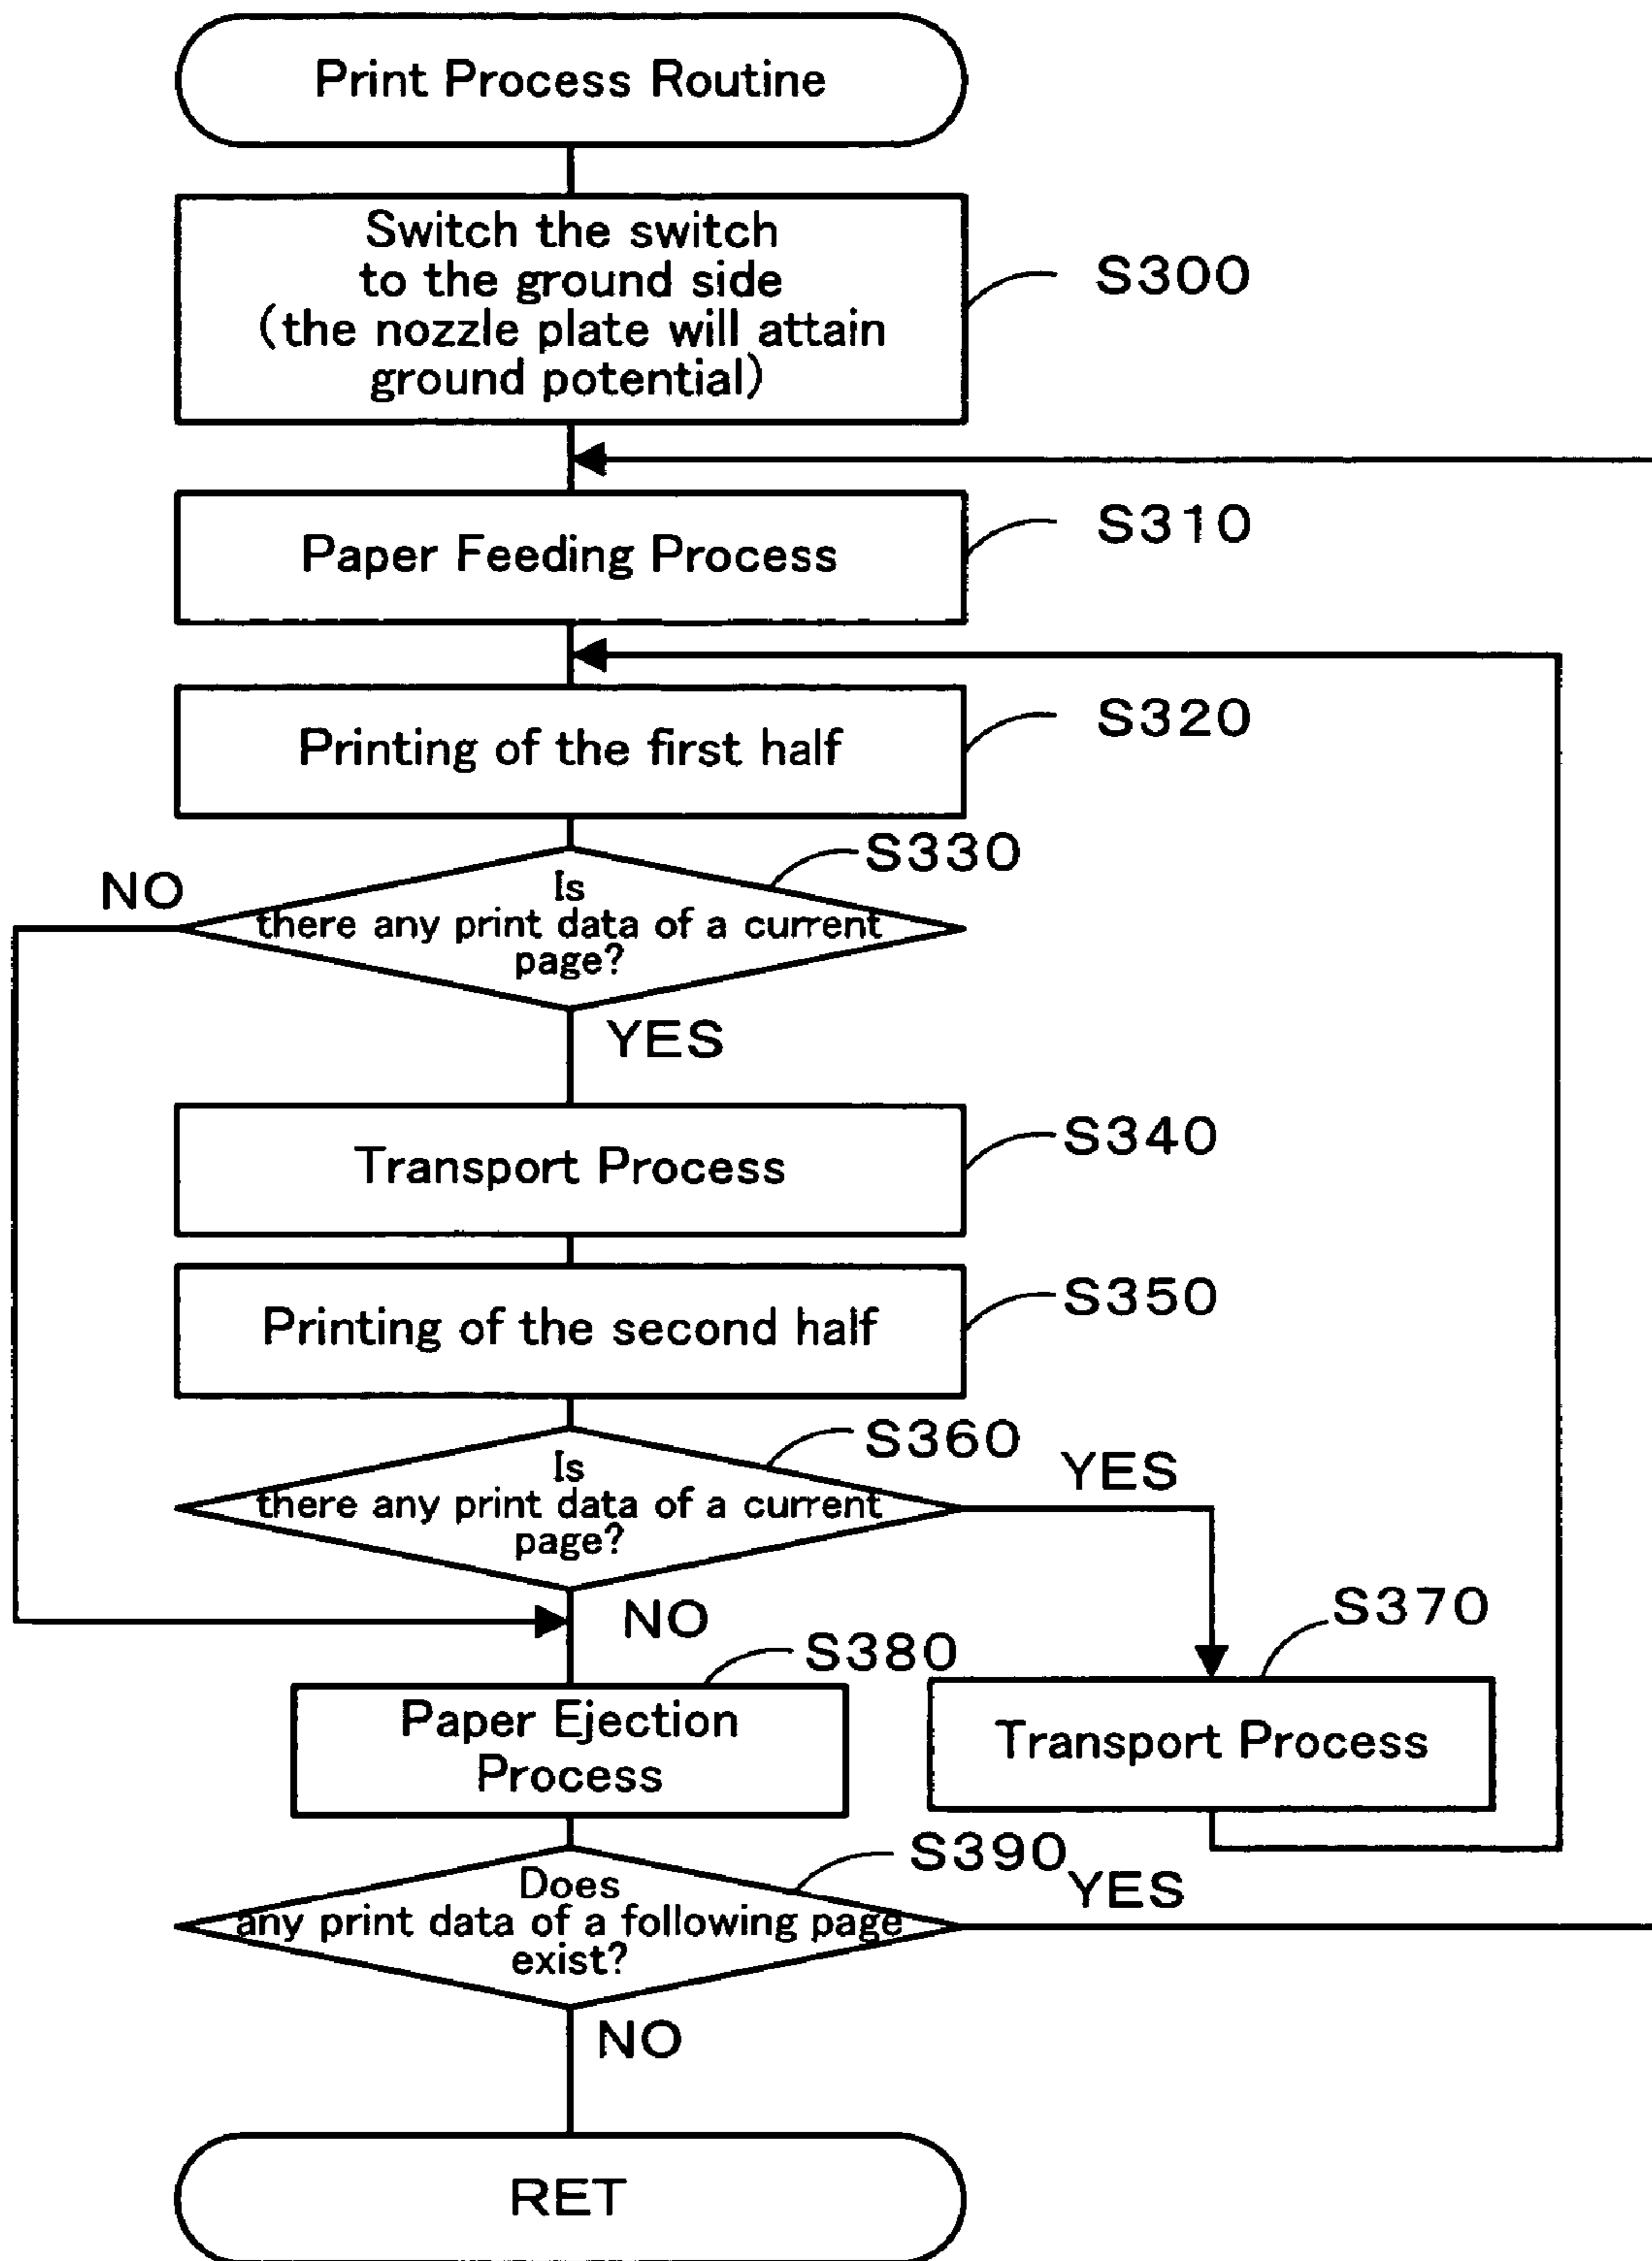 Print Process Routine
Switch the switch
to the ground side
(the nozzle plate will attain
ground potential)
S300
Paper Feeding Process
S310
Printing of the first half
S320
S330
NO
Is
there any print data of a current
page?
YES
Transport Process
S340
Printing of the second half
S350
S360
YES
Is
there any print data of a current
page?
NO
S370
S380
Paper Ejection
Process
Transport Process
S390
YES
Does
any print data of a following page
exist?
NO
RET